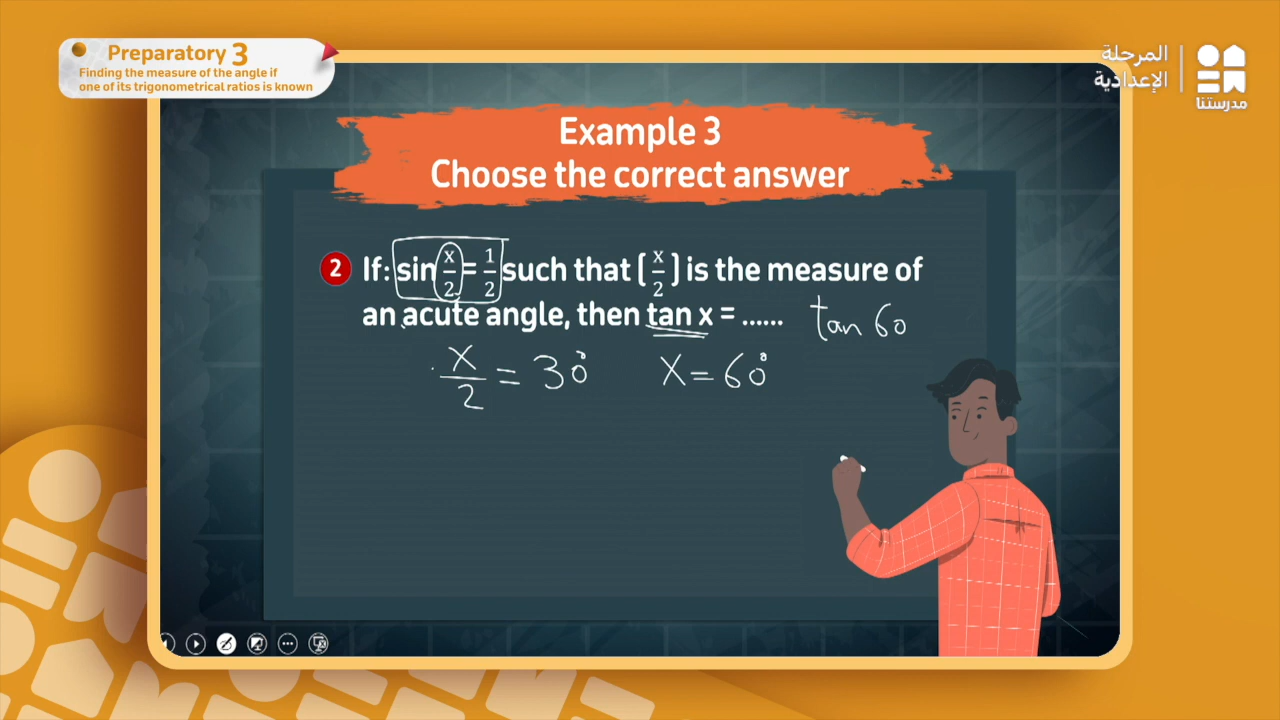 Preparatory 3
Finding the measure of the angle if
one of its trigonometrical ratios is known
المرحلة
الإعدادية
مدرستنا
Example 3
Choose the correct answer
2 If: sin x/2 = 1/2 such that [x/2] is the measure of
an acute angle, then tan x = ...... tan 60
x/2 = 30° x = 60°